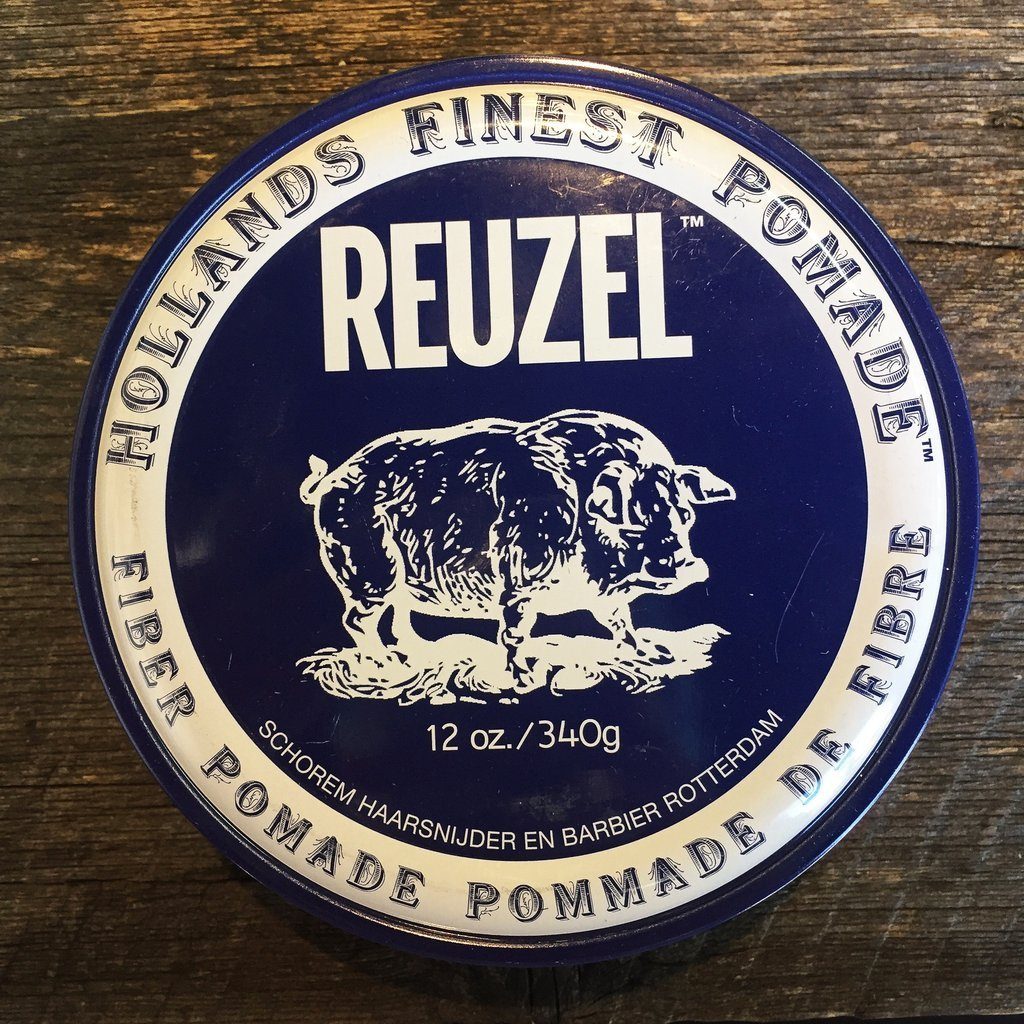 HOLLANDS FINEST POMADE™
REUZEL™
12 oz./340g
SCHOREM HAARSNIJDER EN BARBIER ROTTERDAM
FIBER POMADE POMMADE DE FIBRE